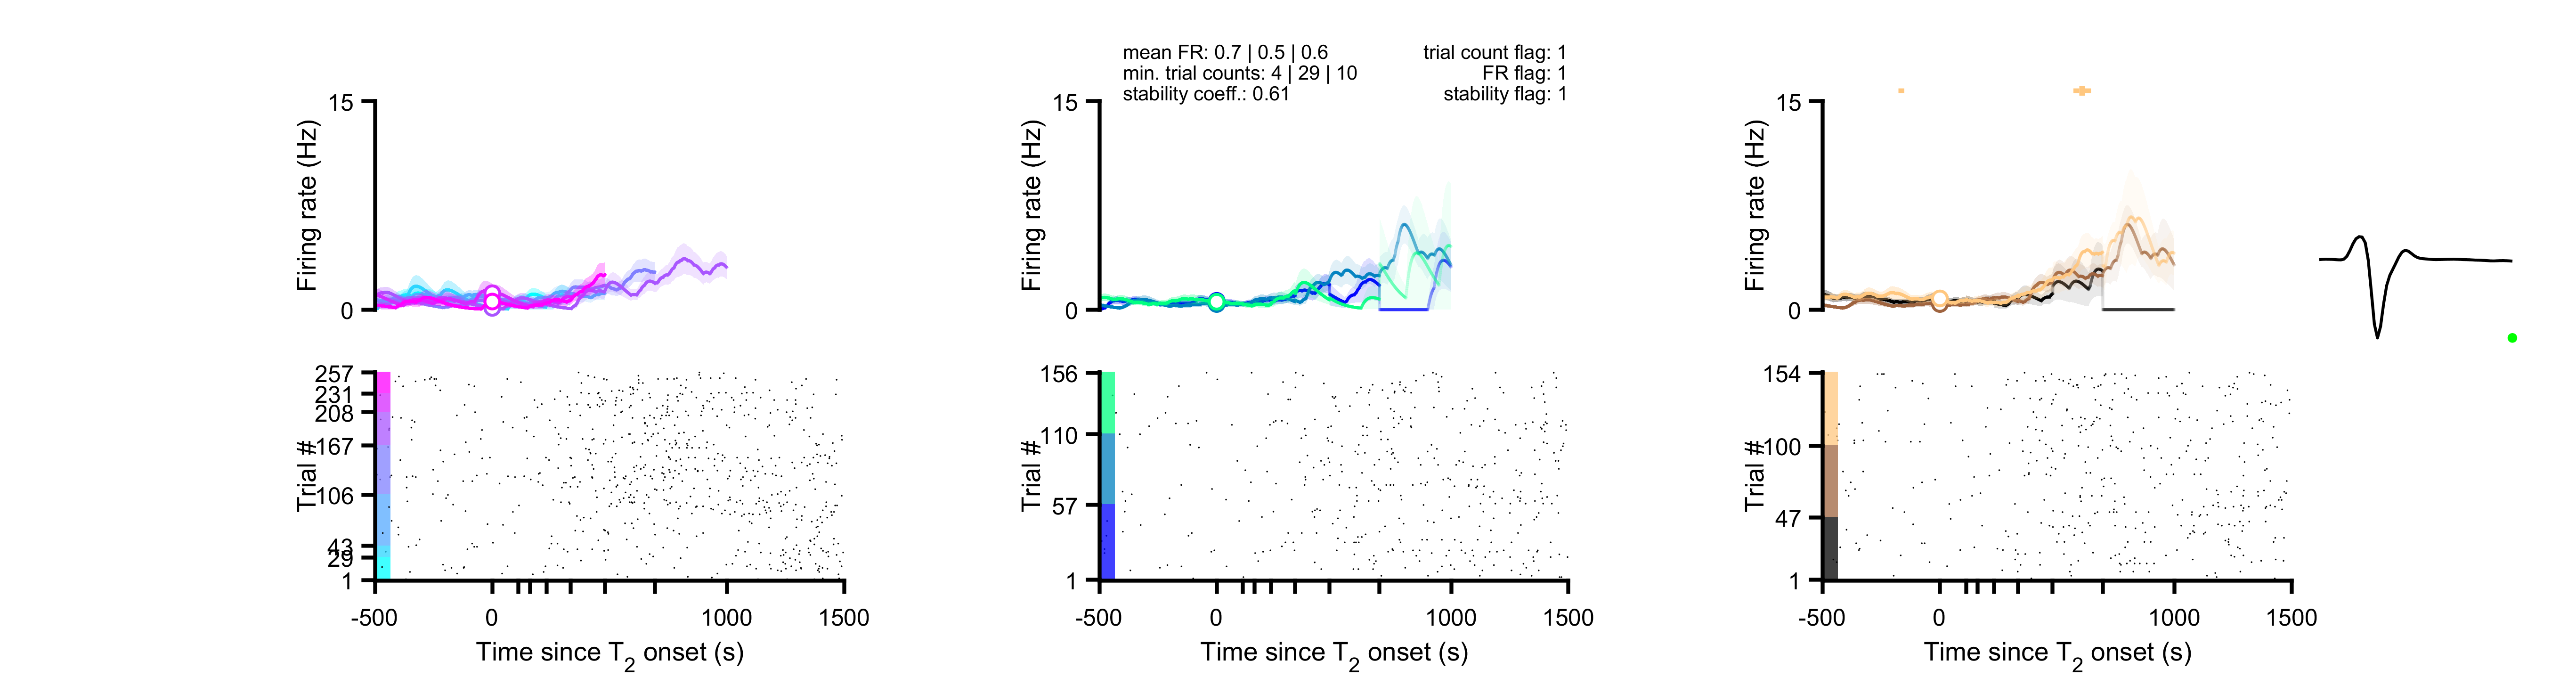 mean FR: 0.7 | 0.5 | 0.6
min. trial counts: 4 | 29 | 10
stability coeff.: 0.61
trial count flag: 1
FR flag: 1
stability flag: 1
15
Firing rate (Hz)
0
15
Firing rate (Hz)
0
15
Firing rate (Hz)
0
257
231
208
167
106
43
29
1
Trial #
-500 0 1000 1500
Time since T2 onset (s)
156
110
57
1
Trial #
-500 0 1000 1500
Time since T2 onset (s)
154
100
47
1
Trial #
-500 0 1000 1500
Time since T2 onset (s)